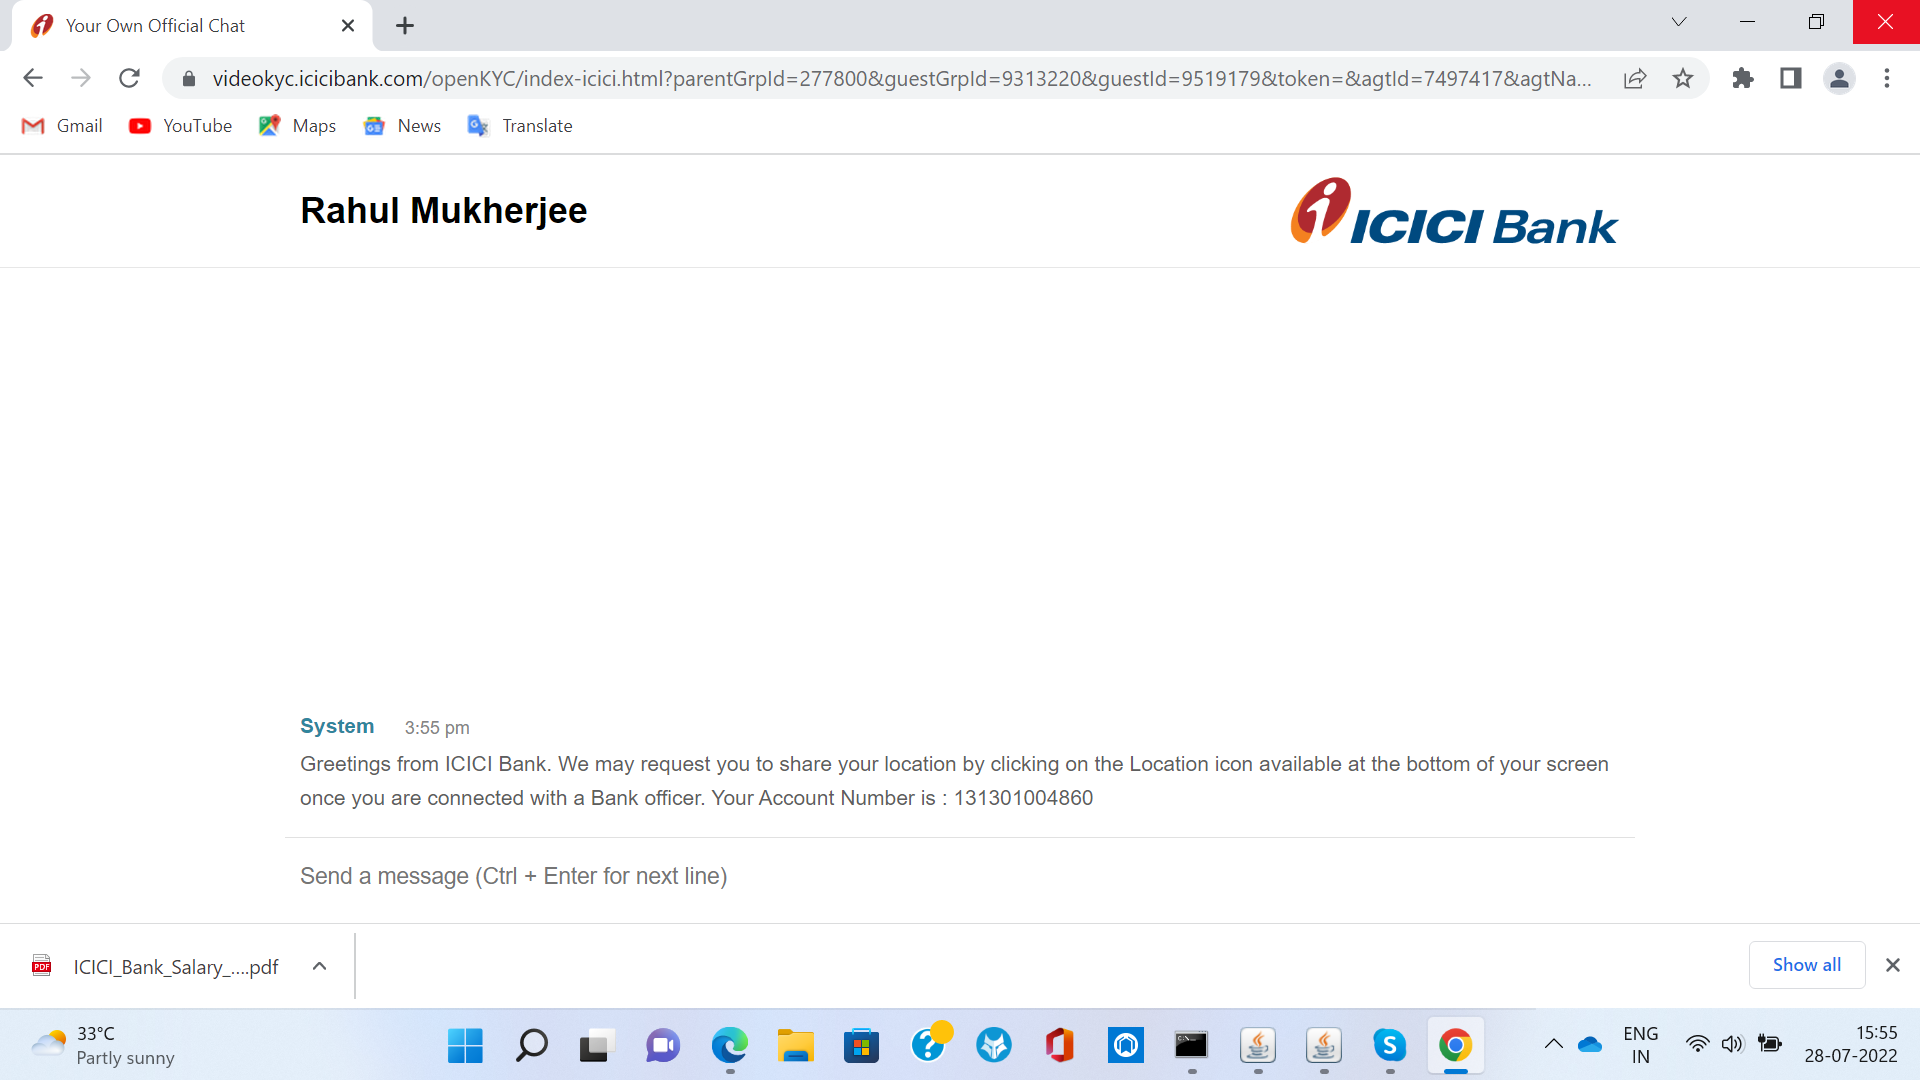 Your Own Official Chat
videokyc.icicibank.com/openKYC/index-icici.html?parentGrpId=277800&guestGrpId=9313220&guestId=9519179&token=&agtId=7497417&agtNa...
Gmail YouTube Maps News Translate
Rahul Mukherjee
ICICI Bank
System 3:55 pm
Greetings from ICICI Bank. We may request you to share your location by clicking on the Location icon available at the bottom of your screen
once you are connected with a Bank officer. Your Account Number is : 131301004860
Send a message (Ctrl + Enter for next line)
PDF
ICICI_Bank_Salary_....pdf
Show all
33°C
Partly sunny
ENG
IN
15:55
28-07-2022